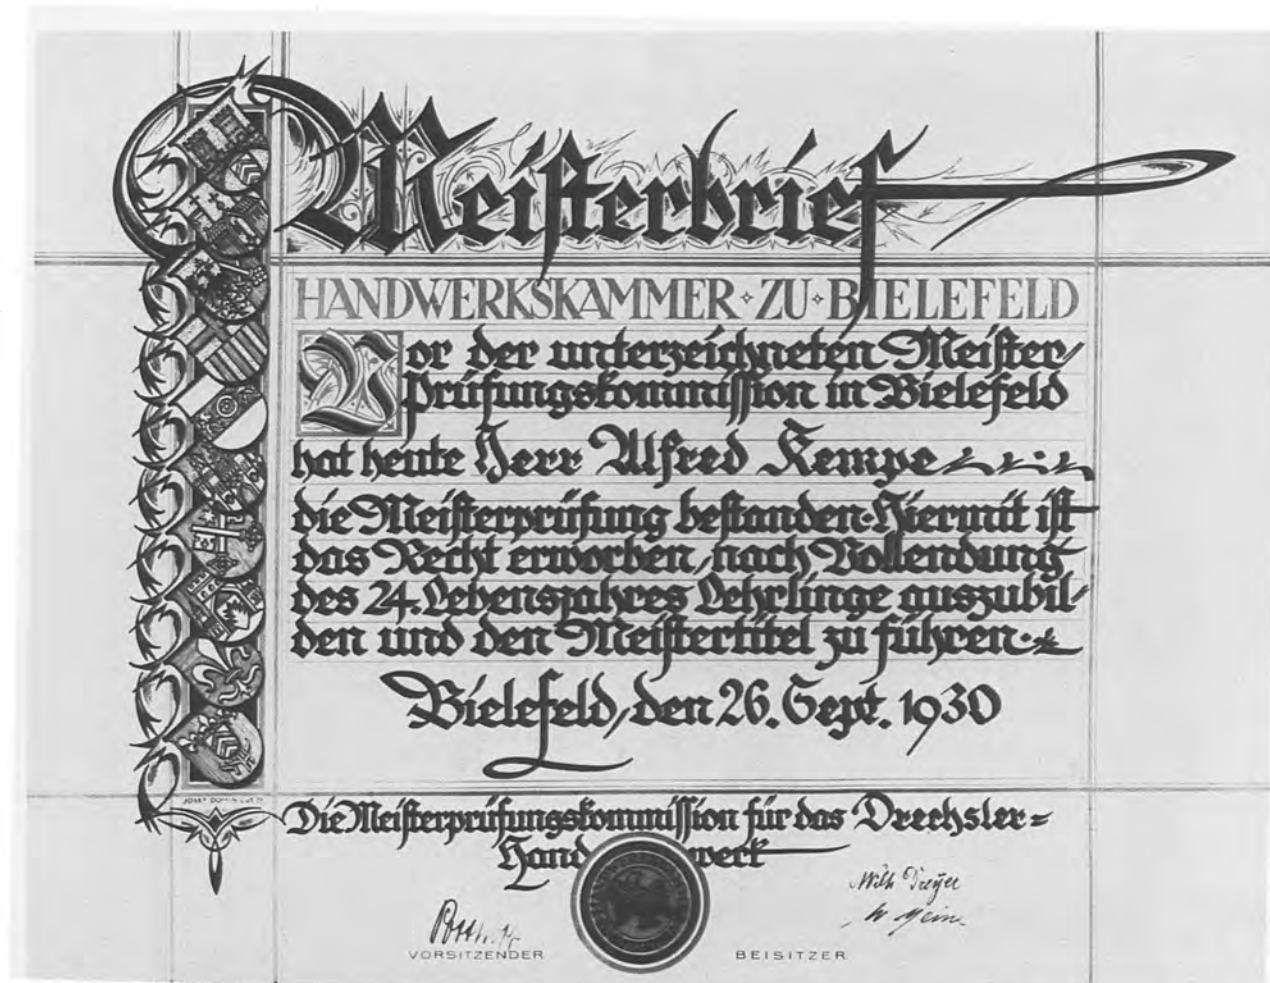 Meisterbrief
HANDWERKSKAMMER · ZU · BIELEFELD
Vor der unterzeichneten Meister-
Prüfungskommission in Bielefeld
hat heute Herr Alfred Kempe
die Meisterprüfung bestanden. Hiermit ist
das Recht erworben, nach Vollendung
des 24. Lebensjahres Lehrlinge auszubil-
den und den Meistertitel zu führen.
Bielefeld, den 26. Sept. 1930
Die Meisterprüfungskommission für das Drechsler=
Handwerk
Wilh Dreyer
VORSITZENDER
BEISITZER